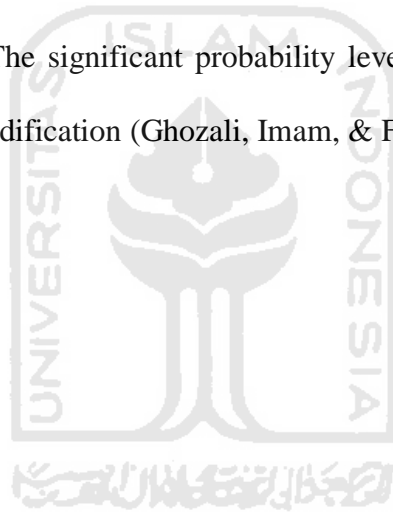 The significant probability leve
dification (Ghozali, Imam, & F
ISLAM
UNIVERSITAS
INDONESIA